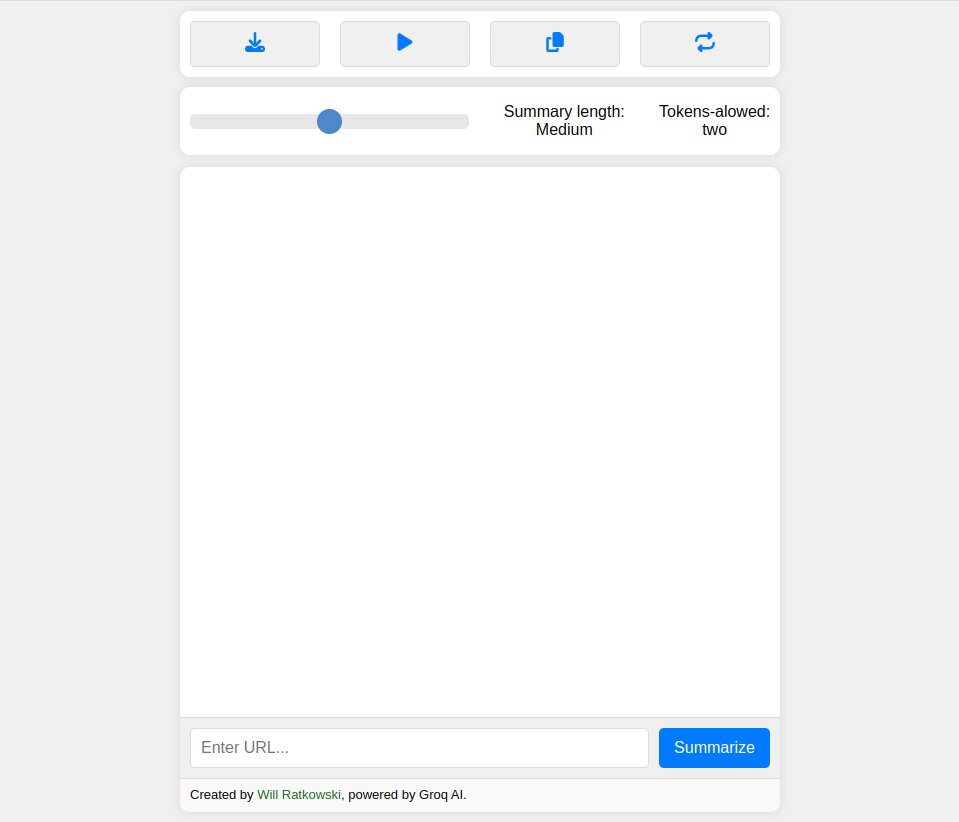 Summary length:
Medium
Tokens-alowed:
two
Enter URL...
Summarize
Created by Will Ratkowski, powered by Groq AI.